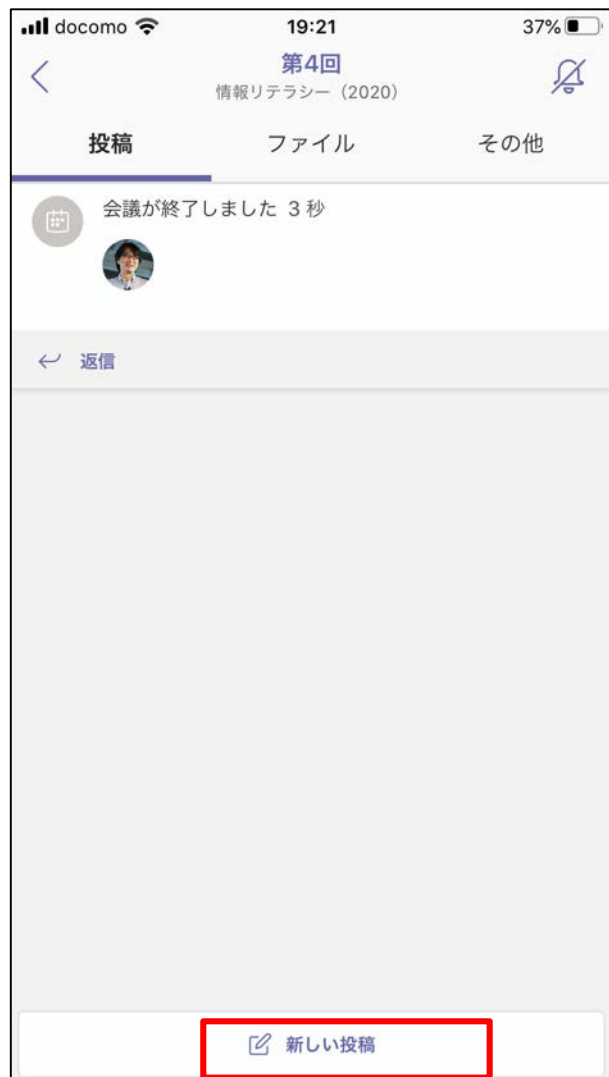 docomo 19:21 37%
第4回
情報リテラシー（2020）
投稿 ファイル その他
会議が終了しました 3 秒
返信
新しい投稿